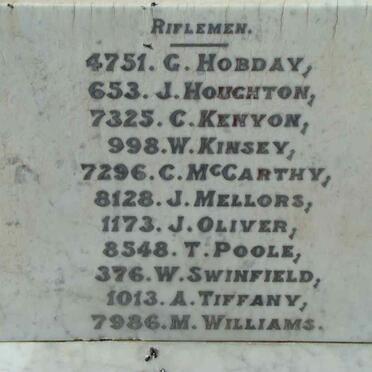 RIFLEMEN.
4751. G. HOBDAY,
653. J. HOUGHTON,
7325. C. KENYON,
998. W. KINSEY,
7296. C. McCARTHY,
8128. J. MELLORS,
1173. J. OLIVER,
8548. T. POOLE,
376. W. SWINFIELD,
1013. A. TIFFANY,
7986. M. WILLIAMS.